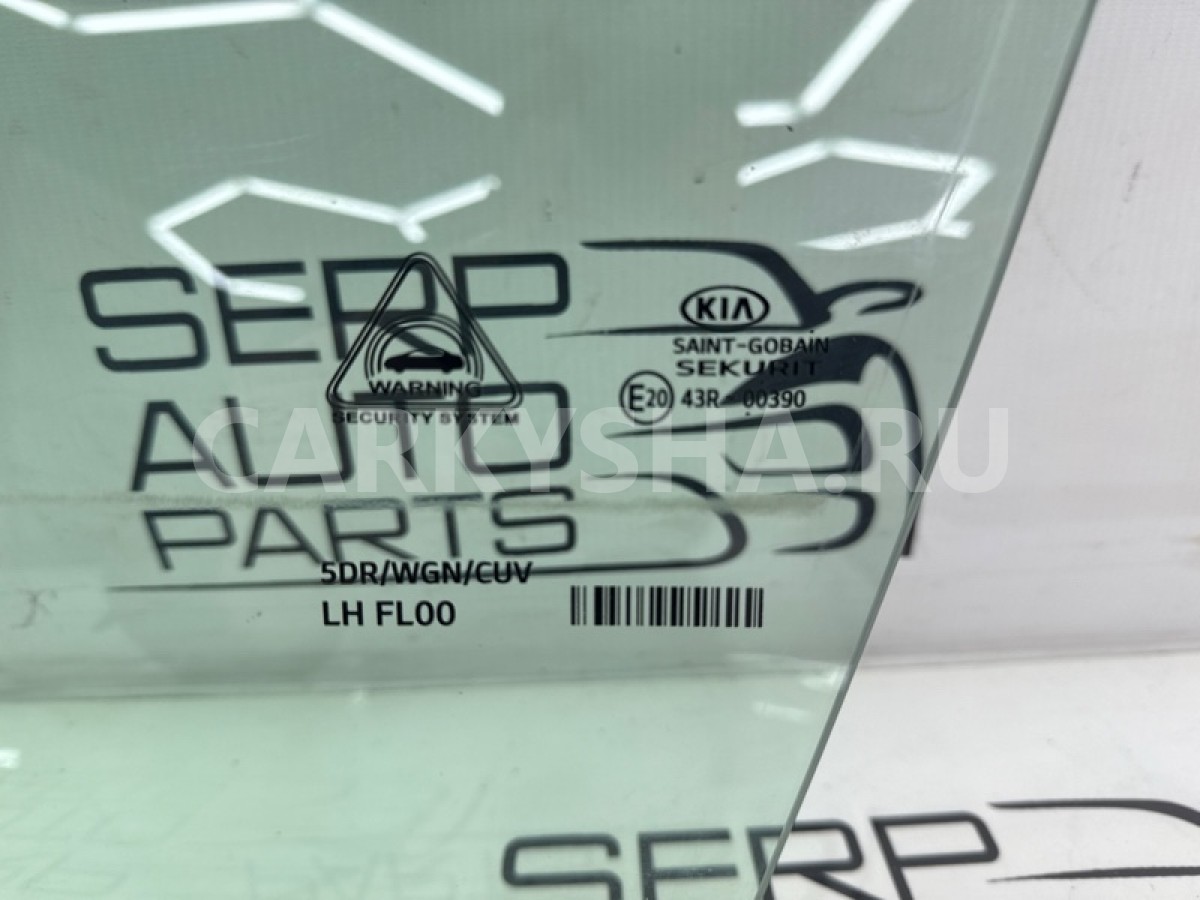 SERP
AUTO
PARTS
WARNING
SECURITY SYSTEM
KIA
SAINT-GOBAIN
SEKURIT
E20 43R-00390
CARKYSHA.RU
5DR/WGN/CUV
LH FL00
SERP